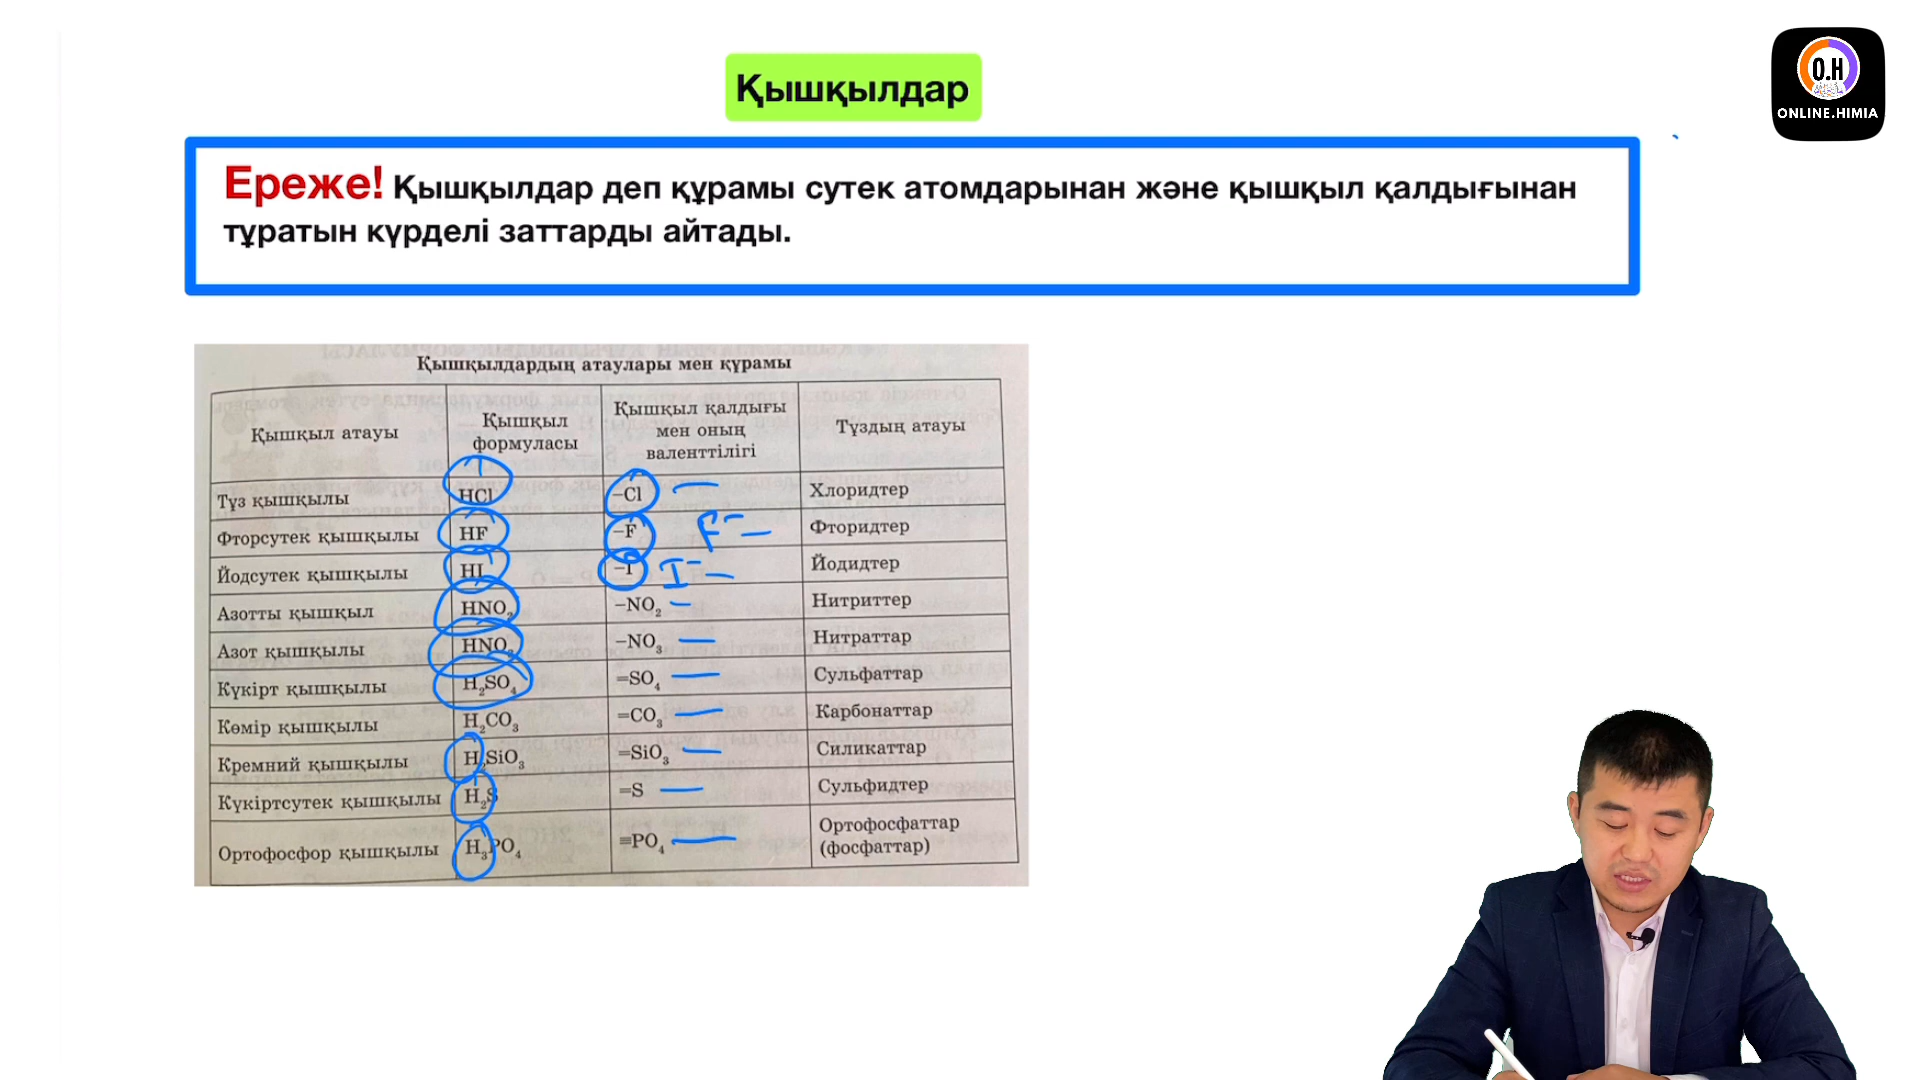 Қышқылдар
O.H
ONLINE.HIMIA
Ереже! Қышқылдар деп құрамы сутек атомдарынан және қышқыл қалдығынан
тұратын күрделі заттарды айтады.
Қышқылдардың атаулары мен құрамы
Қышқыл атауы
Қышқыл
формуласы
Қышқыл қалдығы
мен оның
валенттілігі
Тұздың атауы
Тұз қышқылы HCl –Cl Хлоридтер
Фторсутек қышқылы HF –F F⁻ Фторидтер
Йодсутек қышқылы HI –I I⁻ Йодидтер
Азотты қышқыл HNO₂ –NO₂ Нитриттер
Азот қышқылы HNO₃ –NO₃ Нитраттар
Күкірт қышқылы H₂SO₄ =SO₄ Сульфаттар
Көмір қышқылы H₂CO₃ =CO₃ Карбонаттар
Кремний қышқылы H₂SiO₃ =SiO₃ Силикаттар
Күкіртсутек қышқылы H₂S =S Сульфидтер
Ортофосфор қышқылы H₃PO₄ ≡PO₄ Ортофосфаттар
(фосфаттар)